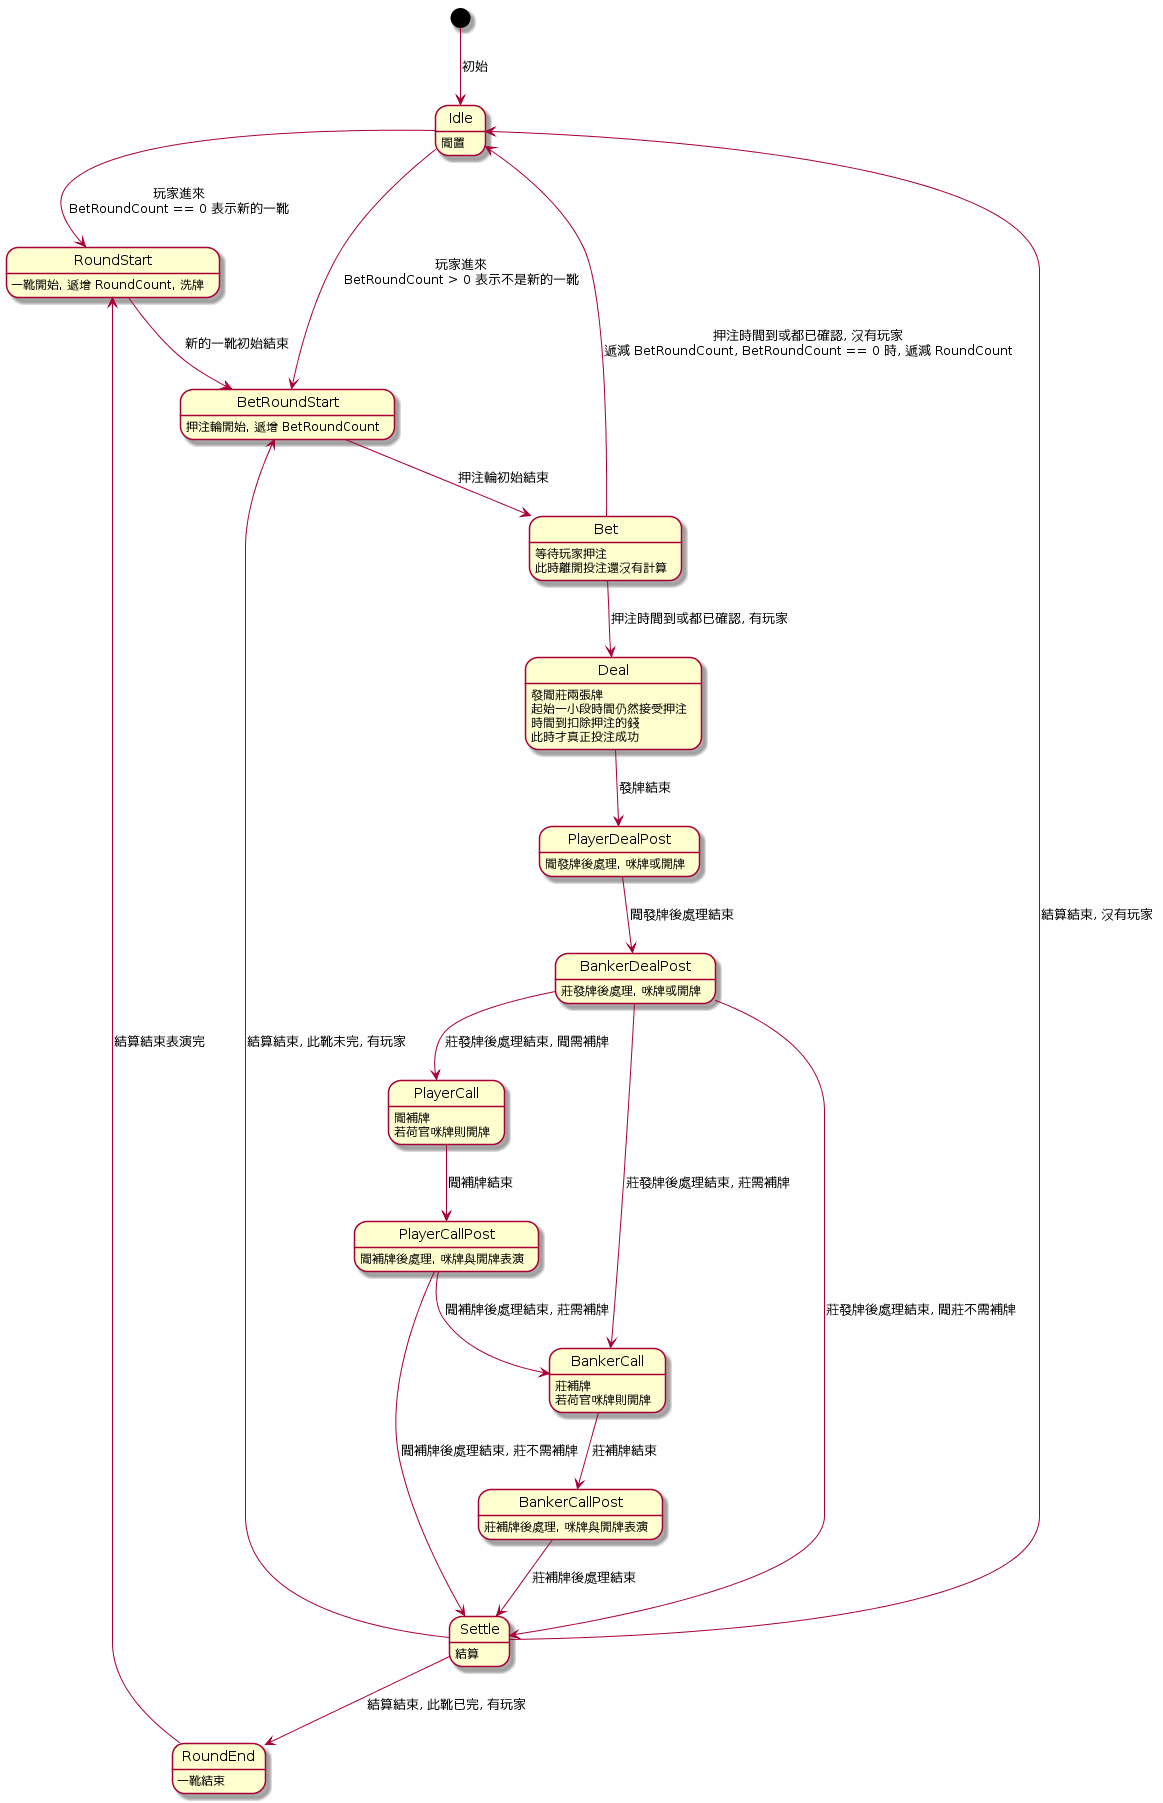 初始
Idle
閒置
玩家進來
BetRoundCount == 0 表示新的一靴
RoundStart
一靴開始, 遞增 RoundCount, 洗牌
玩家進來
BetRoundCount > 0 表示不是新的一靴
新的一靴初始結束
押注時間到或都已確認, 沒有玩家
遞減 BetRoundCount, BetRoundCount == 0 時, 遞減 RoundCount
BetRoundStart
押注輪開始, 遞增 BetRoundCount
押注輪初始結束
Bet
等待玩家押注
此時離開投注還沒有計算
押注時間到或都已確認, 有玩家
Deal
發閒莊兩張牌
起始一小段時間仍然接受押注
時間到扣除押注的錢
此時才真正投注成功
發牌結束
PlayerDealPost
閒發牌後處理, 咪牌或開牌
閒發牌後處理結束
結算結束, 沒有玩家
BankerDealPost
莊發牌後處理, 咪牌或開牌
結算結束表演完
結算結束, 此靴未完, 有玩家
莊發牌後處理結束, 閒需補牌
PlayerCall
閒補牌
若荷官咪牌則開牌
閒補牌結束
莊發牌後處理結束, 莊需補牌
PlayerCallPost
閒補牌後處理, 咪牌與開牌表演
閒補牌後處理結束, 莊需補牌
莊發牌後處理結束, 閒莊不需補牌
BankerCall
莊補牌
若荷官咪牌則開牌
閒補牌後處理結束, 莊不需補牌
莊補牌結束
BankerCallPost
莊補牌後處理, 咪牌與開牌表演
莊補牌後處理結束
Settle
結算
結算結束, 此靴已完, 有玩家
RoundEnd
一靴結束